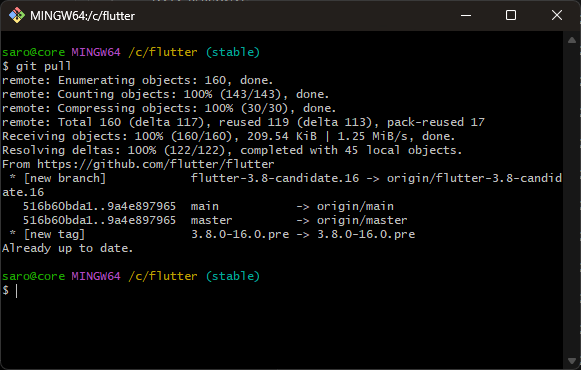 MINGW64:/c/flutter
saro@core MINGW64 /c/flutter (stable)
$ git pull
remote: Enumerating objects: 160, done.
remote: Counting objects: 100% (143/143), done.
remote: Compressing objects: 100% (30/30), done.
remote: Total 160 (delta 117), reused 119 (delta 113), pack-reused 17
Receiving objects: 100% (160/160), 209.54 KiB | 1.25 MiB/s, done.
Resolving deltas: 100% (122/122), completed with 45 local objects.
From https://github.com/flutter/flutter
 * [new branch]            flutter-3.8-candidate.16 -> origin/flutter-3.8-candid
ate.16
   516b60bda1..9a4e897965  main           -> origin/main
   516b60bda1..9a4e897965  master         -> origin/master
 * [new tag]               3.8.0-16.0.pre -> 3.8.0-16.0.pre
Already up to date.
saro@core MINGW64 /c/flutter (stable)
$